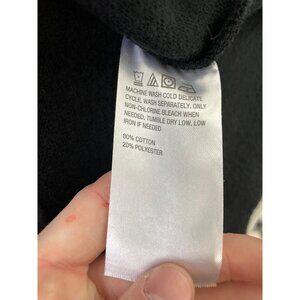 MACHINE WASH COLD DELICATE
CYCLE, WASH SEPARATELY, ONLY
NON-CHLORINE BLEACH WHEN
NEEDED, TUMBLE DRY LOW, LOW
IRON IF NEEDED
80% COTTON
20% POLYESTER